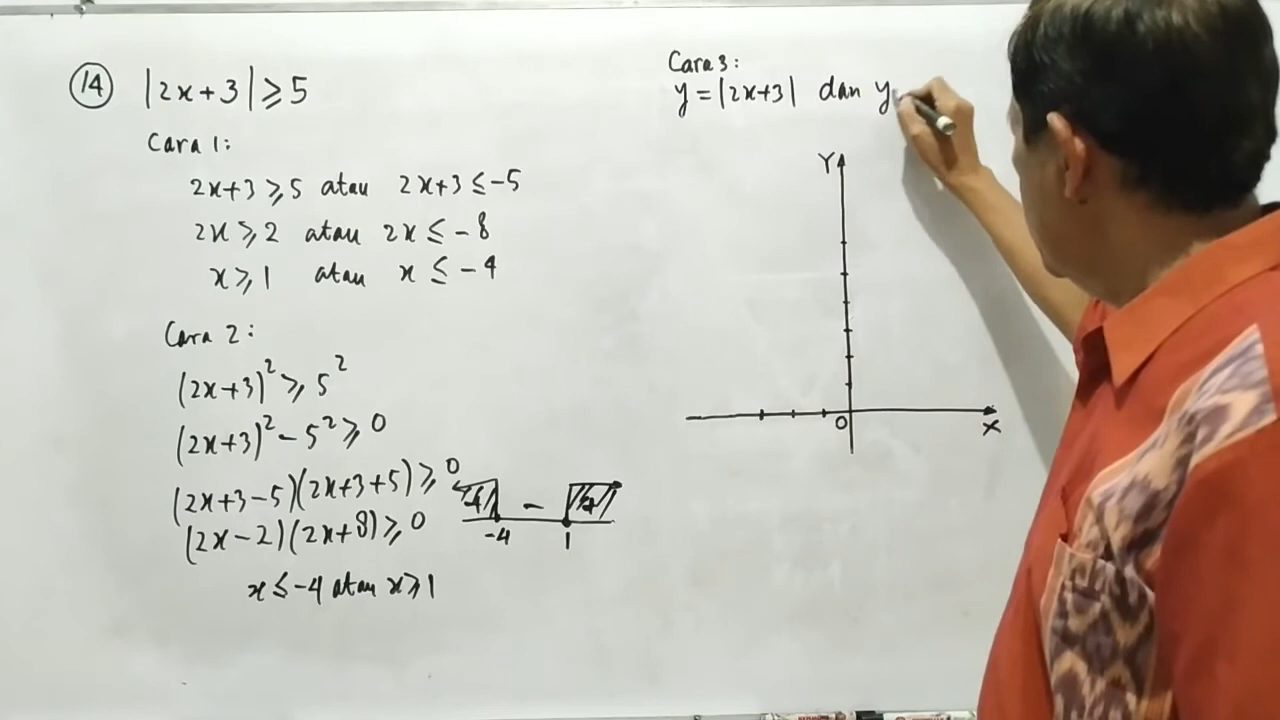 14 |2x+3| ⩾ 5
Cara 1:
2x+3 ⩾ 5 atau 2x+3 ≤ -5
2x ⩾ 2 atau 2x ≤ -8
x ⩾ 1 atau x ≤ -4
Cara 2:
(2x+3)² ⩾ 5²
(2x+3)² - 5² ⩾ 0
(2x+3-5)(2x+3+5) ⩾ 0
(2x-2)(2x+8) ⩾ 0
+ - +
-4 1
x ≤ -4 atau x ⩾ 1
Cara 3:
y = |2x+3| dan y
Y
O
X